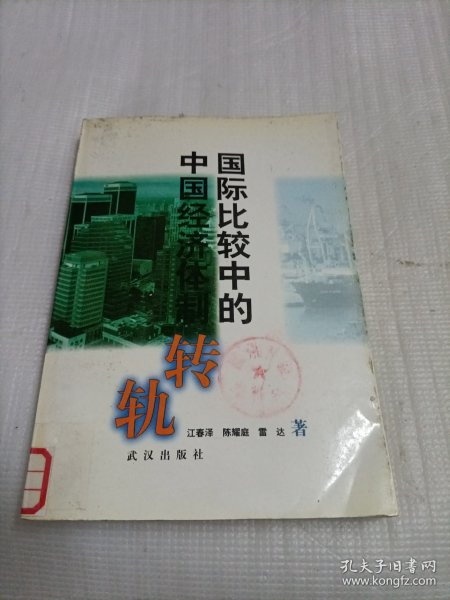 国际比较中的
中国经济体制
转轨
江春泽 陈耀庭 雷达 著
武汉出版社
孔夫子旧书网
www.kongfz.com